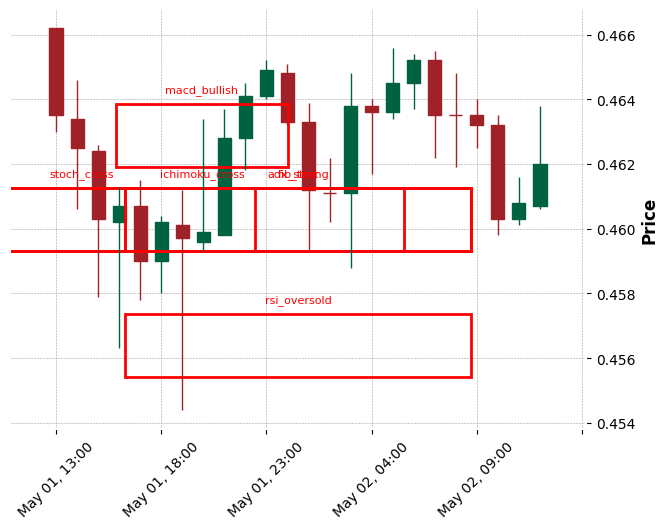 0.466
0.464
0.462
0.460
0.458
0.456
0.454
Price
macd_bullish
stoch_cross
ichimoku_cross
rsi_oversold
May 01, 13:00
May 01, 18:00
May 01, 23:00
May 02, 04:00
May 02, 09:00